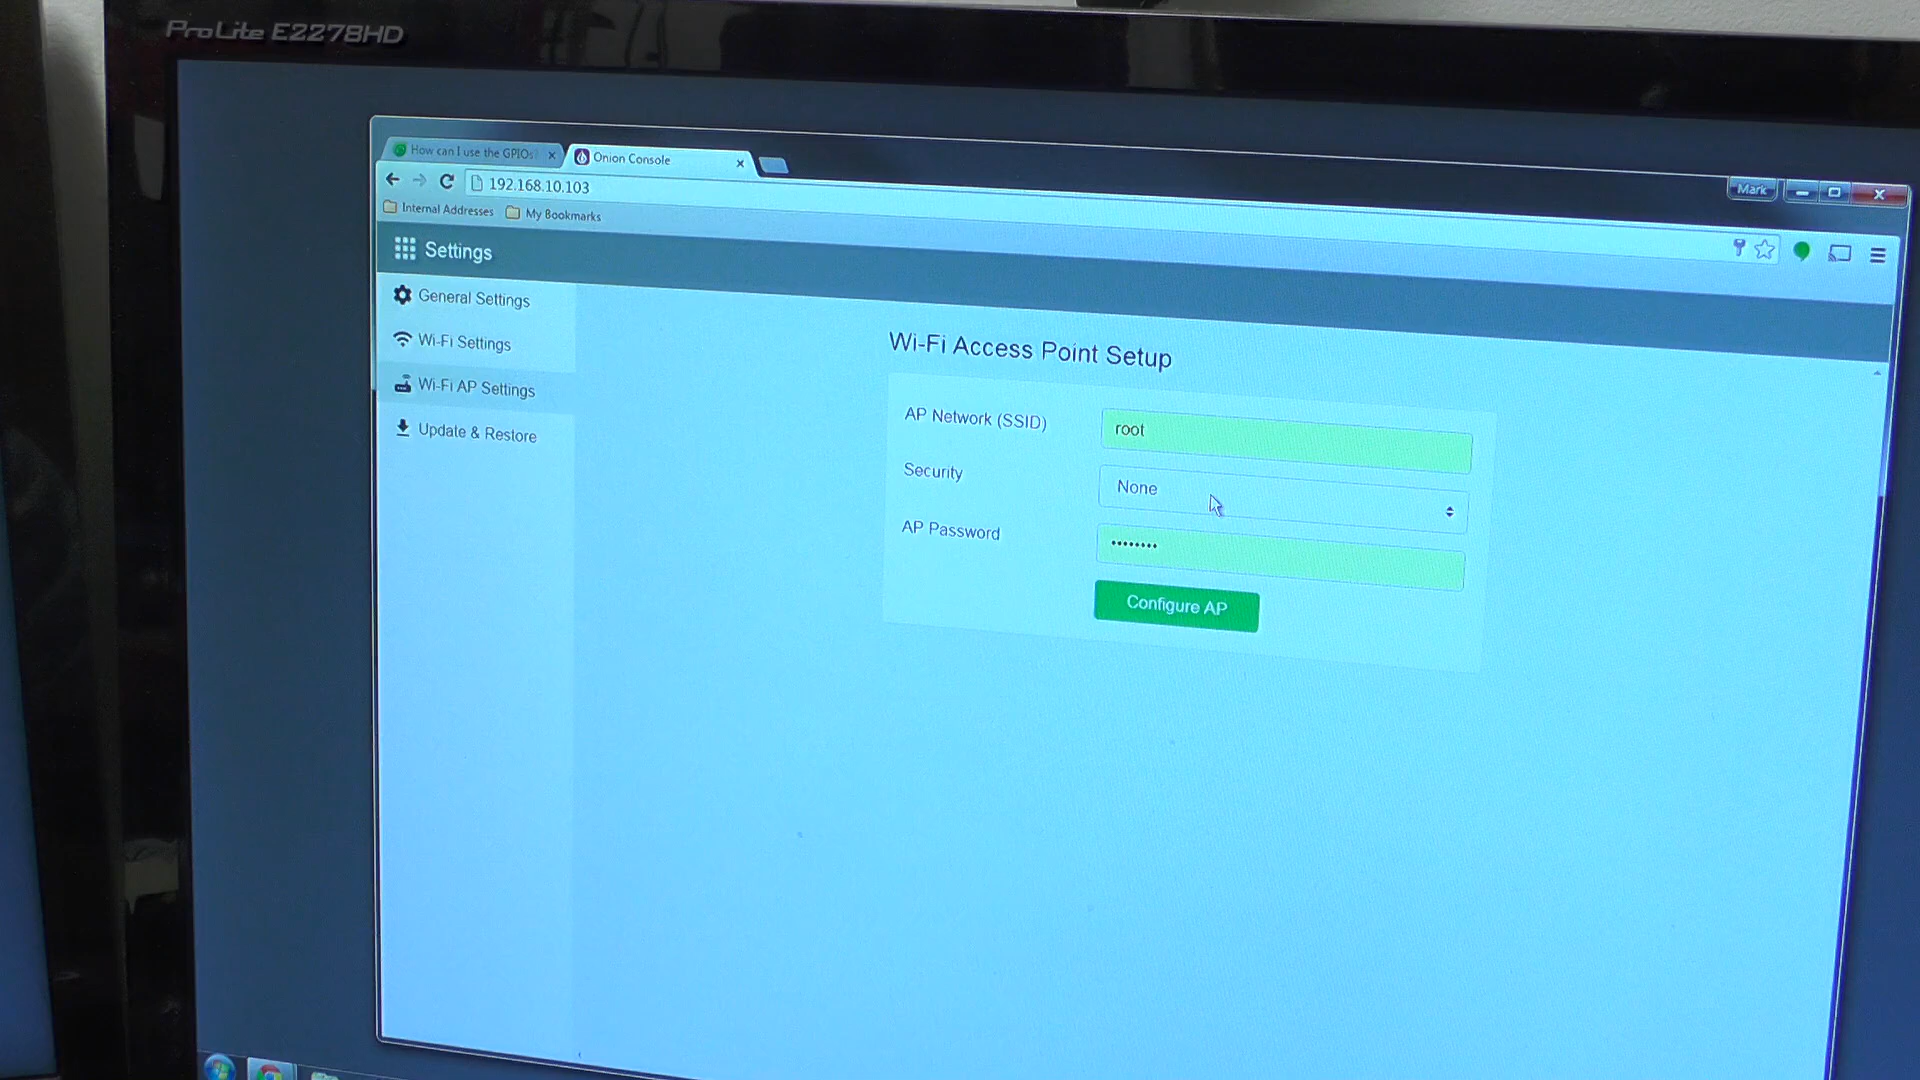 ProLite E2278HD
How can I use the GPIOs
Onion Console
Mark
192.168.10.103
Internal Addresses
My Bookmarks
Settings
General Settings
Wi-Fi Settings
Wi-Fi AP Settings
Update & Restore
Wi-Fi Access Point Setup
AP Network (SSID)
root
Security
None
AP Password
••••••••
Configure AP